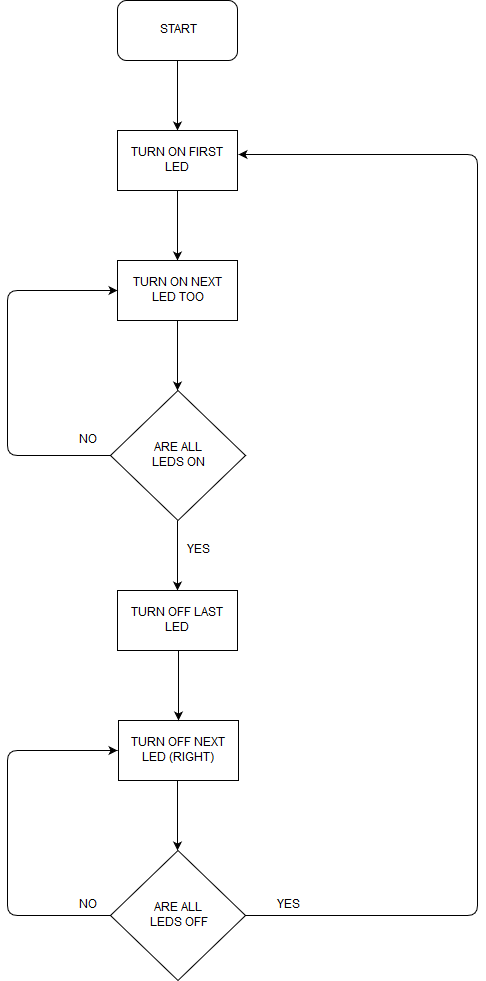 START
TURN ON FIRST
LED
TURN ON NEXT
LED TOO
NO
ARE ALL
LEDS ON
YES
TURN OFF LAST
LED
TURN OFF NEXT
LED (RIGHT)
NO
ARE ALL
LEDS OFF
YES